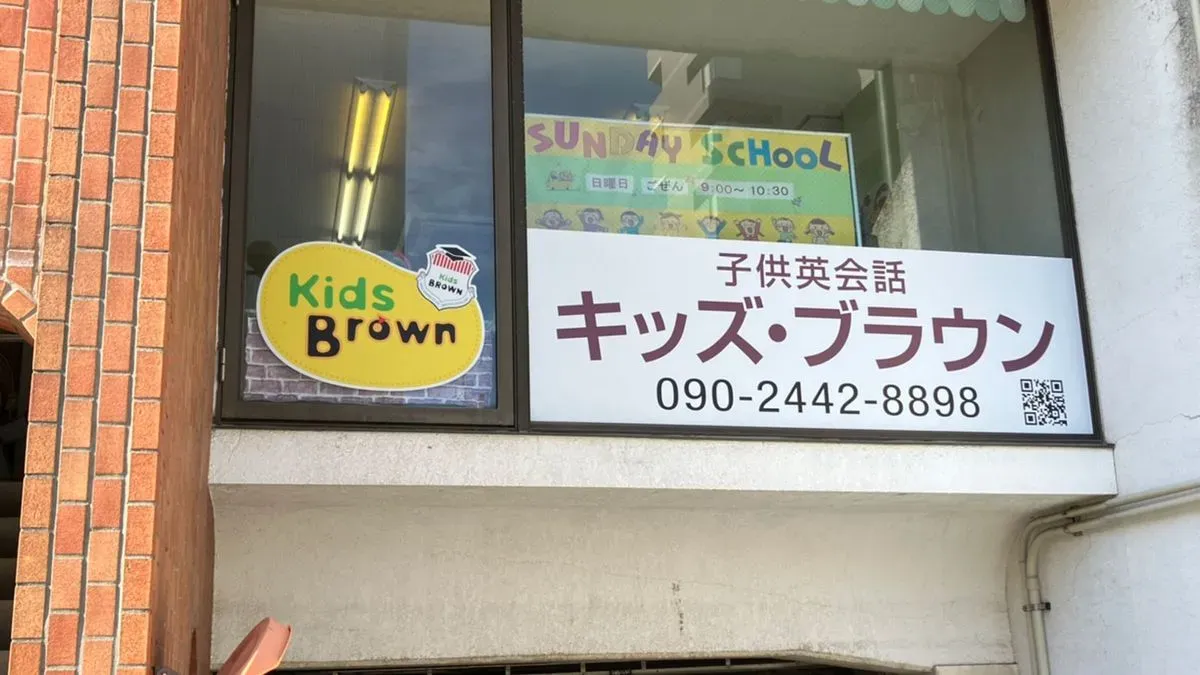 SUNDAY SCHOOL
日曜日 ごぜん 9:00〜10:30
Kids
Brown
Kids
BROWN
子供英会話
キッズ・ブラウン
090-2442-8898